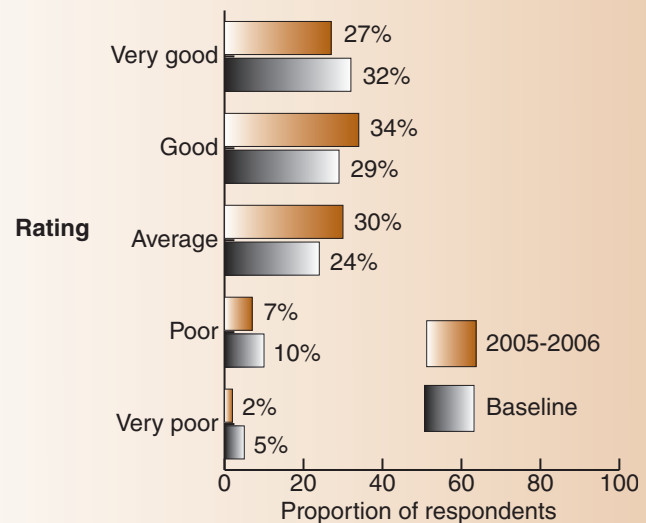 Very good
27%
32%
Good
34%
29%
Rating
Average
30%
24%
Poor
7%
10%
2005-2006
Baseline
Very poor
2%
5%
0 20 40 60 80 100
Proportion of respondents